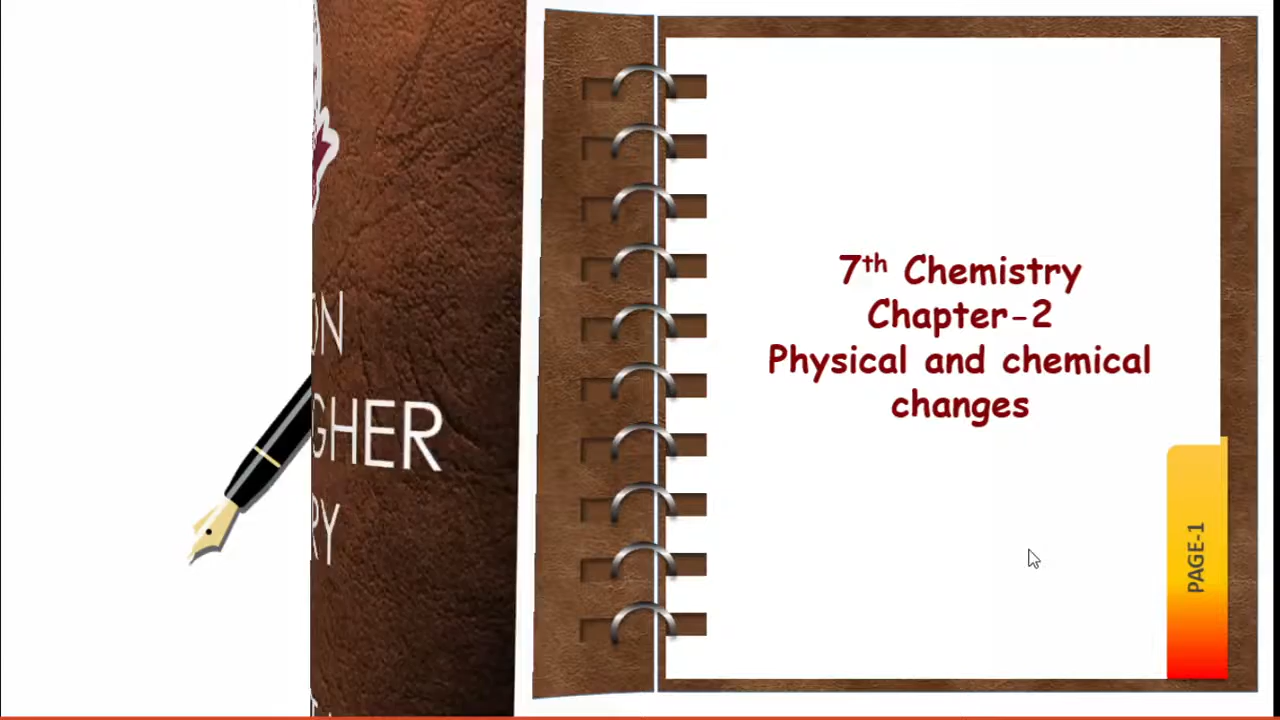 7th Chemistry
Chapter-2
Physical and chemical
changes
PAGE-1